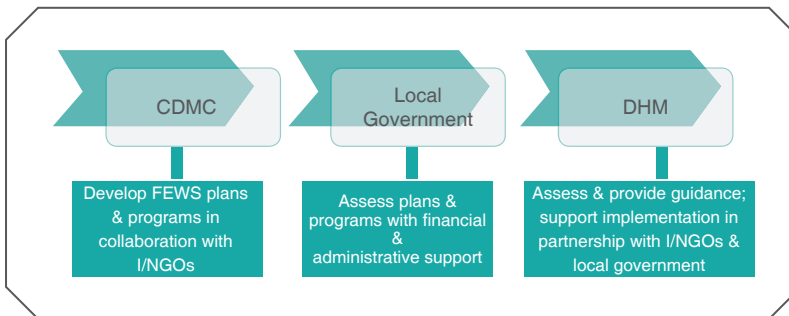 CDMC
Develop FEWS plans
& programs in
collaboration with
I/NGOs
Local
Government
Assess plans &
programs with financial
&
administrative support
DHM
Assess & provide guidance;
support implementation in
partnership with I/NGOs &
local government